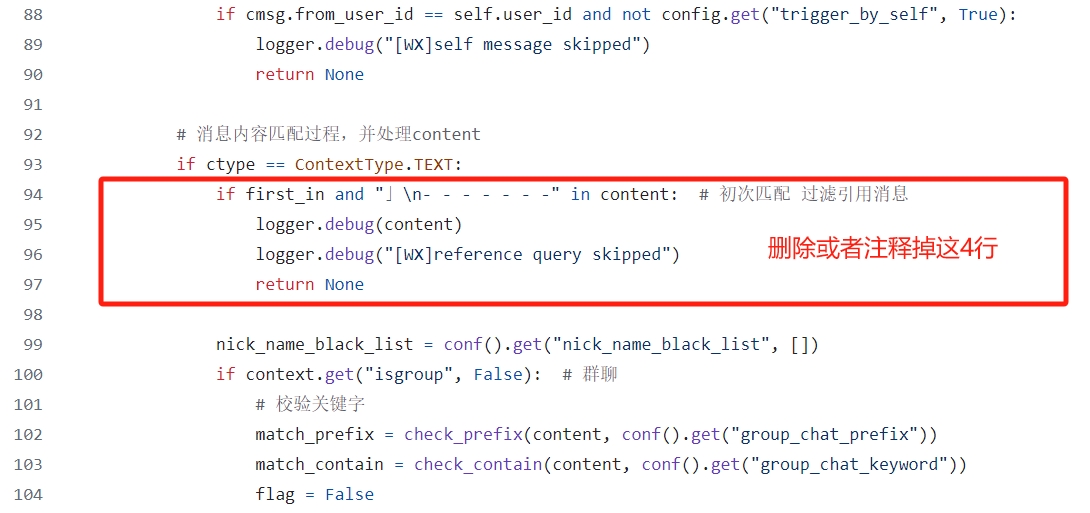 88 if cmsg.from_user_id == self.user_id and not config.get("trigger_by_self", True):
89 logger.debug("[WX]self message skipped")
90 return None
91
92 # 消息内容匹配过程，并处理content
93 if ctype == ContextType.TEXT:
94 if first_in and "」\n- - - - - - -" in content:  # 初次匹配 过滤引用消息
95 logger.debug(content)
96 logger.debug("[WX]reference query skipped")
删除或者注释掉这4行
97 return None
98
99 nick_name_black_list = conf().get("nick_name_black_list", [])
100 if context.get("isgroup", False):  # 群聊
101 # 校验关键字
102 match_prefix = check_prefix(content, conf().get("group_chat_prefix"))
103 match_contain = check_contain(content, conf().get("group_chat_keyword"))
104 flag = False